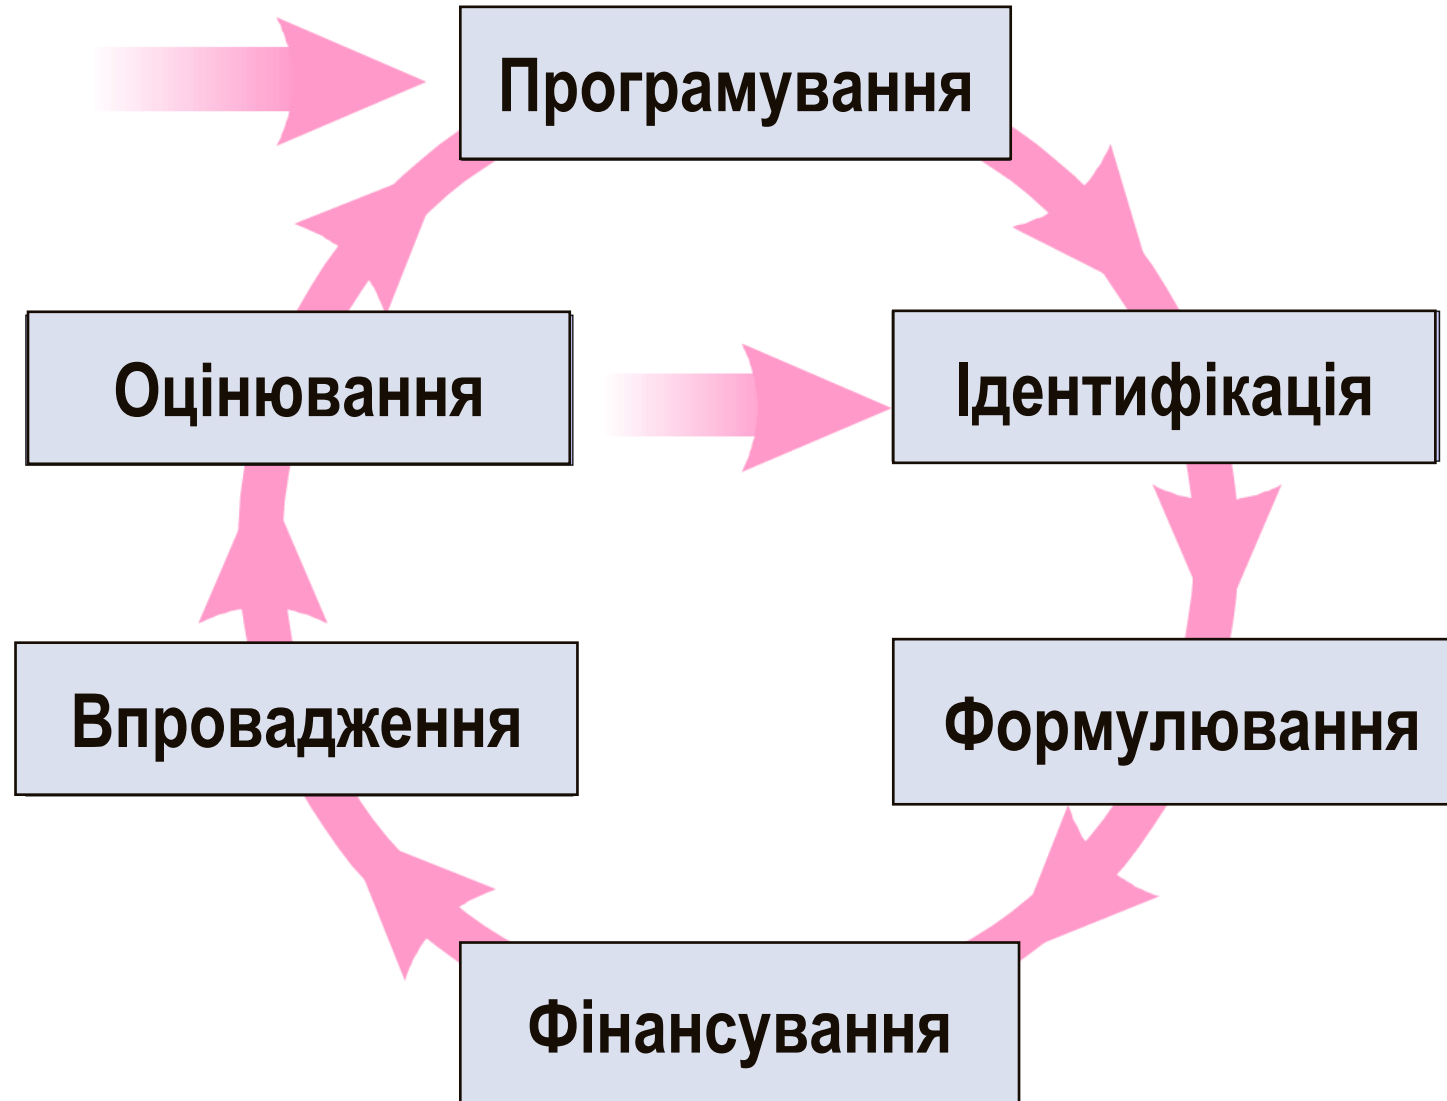 Програмування
Оцінювання
Ідентифікація
Впровадження
Формулювання
Фінансування